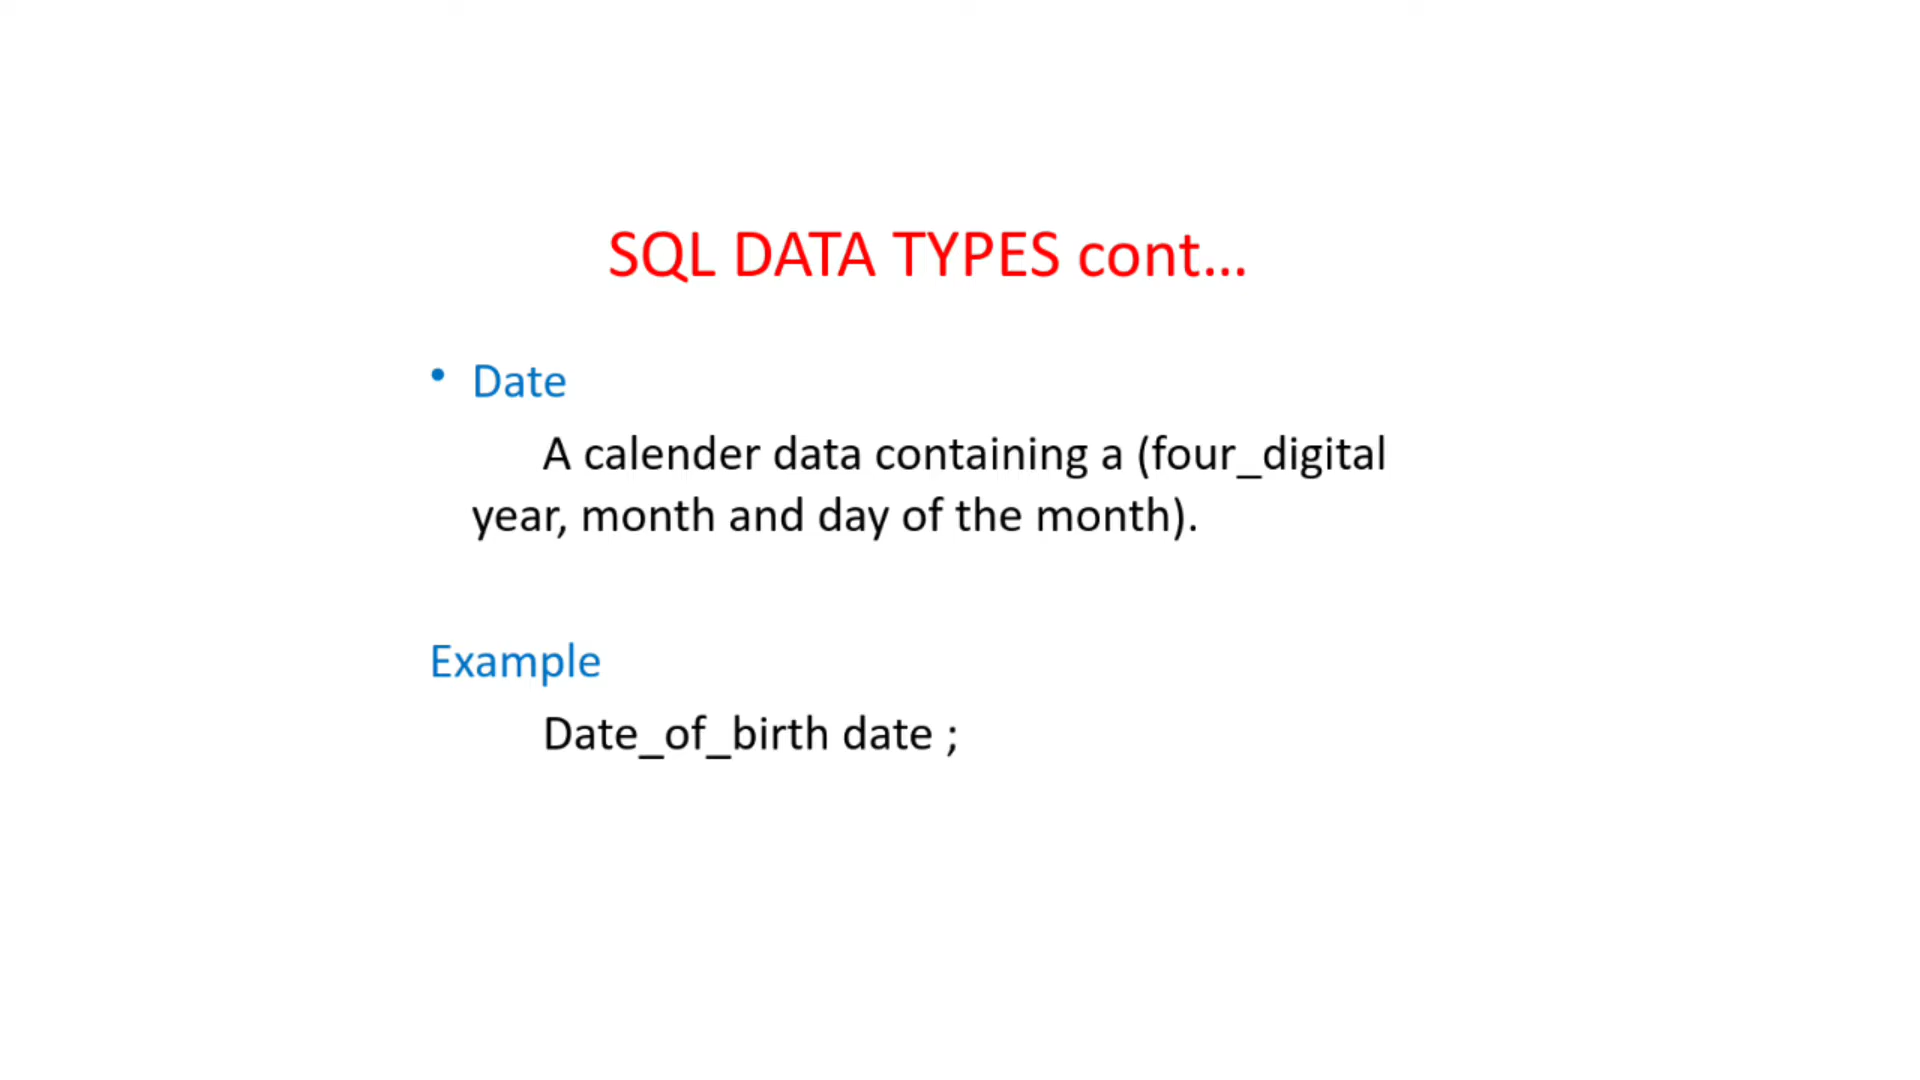 SQL DATA TYPES cont...
• Date
A calender data containing a (four_digital
year, month and day of the month).
Example
Date_of_birth date ;